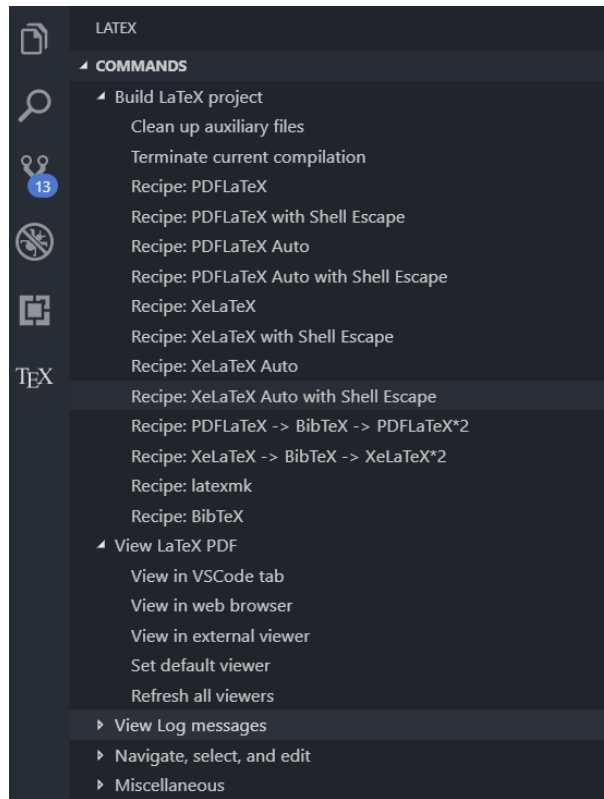 LATEX
COMMANDS
Build LaTeX project
Clean up auxiliary files
Terminate current compilation
Recipe: PDFLaTeX
Recipe: PDFLaTeX with Shell Escape
13
Recipe: PDFLaTeX Auto
Recipe: PDFLaTeX Auto with Shell Escape
Recipe: XeLaTeX
Recipe: XeLaTeX with Shell Escape
Recipe: XeLaTeX Auto
TEX
Recipe: XeLaTeX Auto with Shell Escape
Recipe: PDFLaTeX -> BibTeX -> PDFLaTeX*2
Recipe: XeLaTeX -> BibTeX -> XeLaTeX*2
Recipe: latexmk
Recipe: BibTeX
View LaTeX PDF
View in VSCode tab
View in web browser
View in external viewer
Set default viewer
Refresh all viewers
View Log messages
Navigate, select, and edit
Miscellaneous